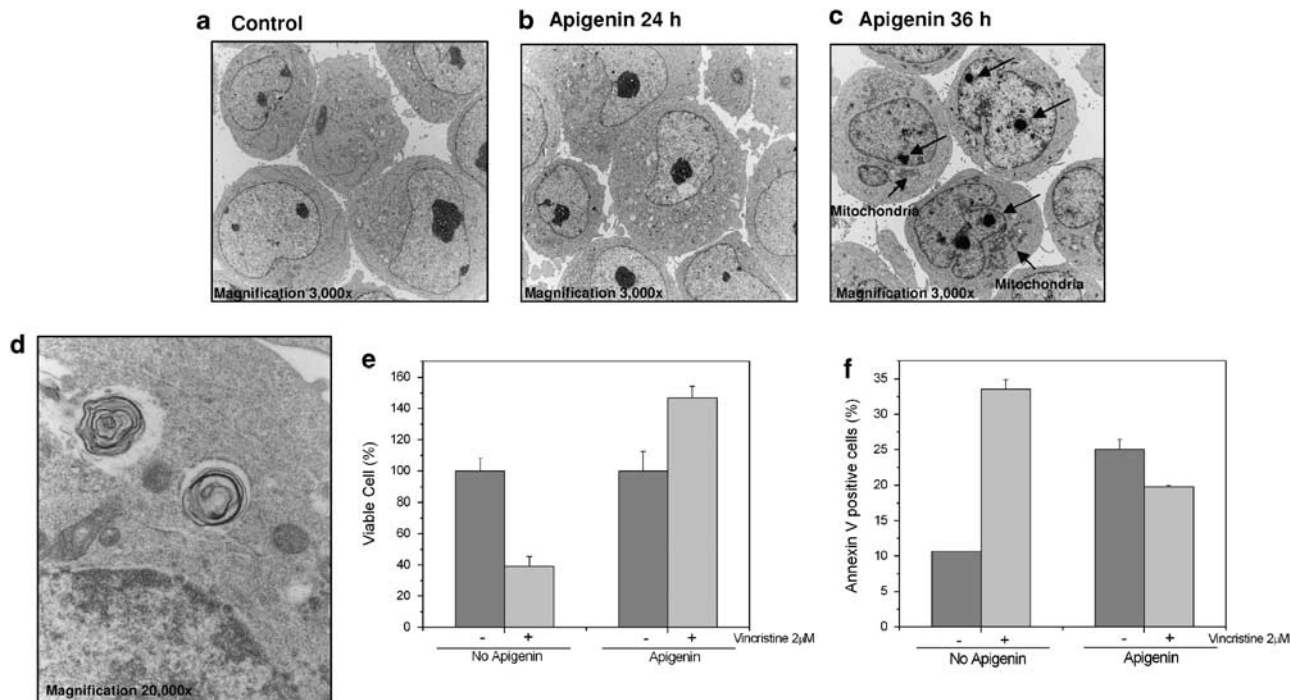 a Control
b Apigenin 24 h
c Apigenin 36 h
Mitochondria
Mitochondria
Magnification 3,000x
Magnification 3,000x
Magnification 3,000x
d
Magnification 20,000x
e
Viable Cell (%)
160
140
120
100
80
60
40
20
0
- + - + Vincristine 2µM
No Apigenin Apigenin
f
Annexin V positive cells (%)
35
30
25
20
15
10
5
0
- + - + Vincristine 2µM
No Apigenin Apigenin